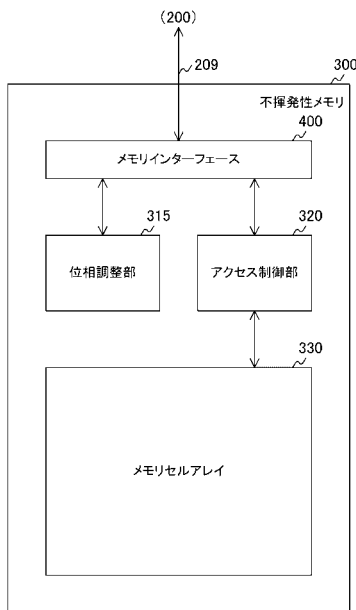 (200)
209
300
不揮発性メモリ
400
メモリインターフェース
315
320
位相調整部
アクセス制御部
330
メモリセルアレイ